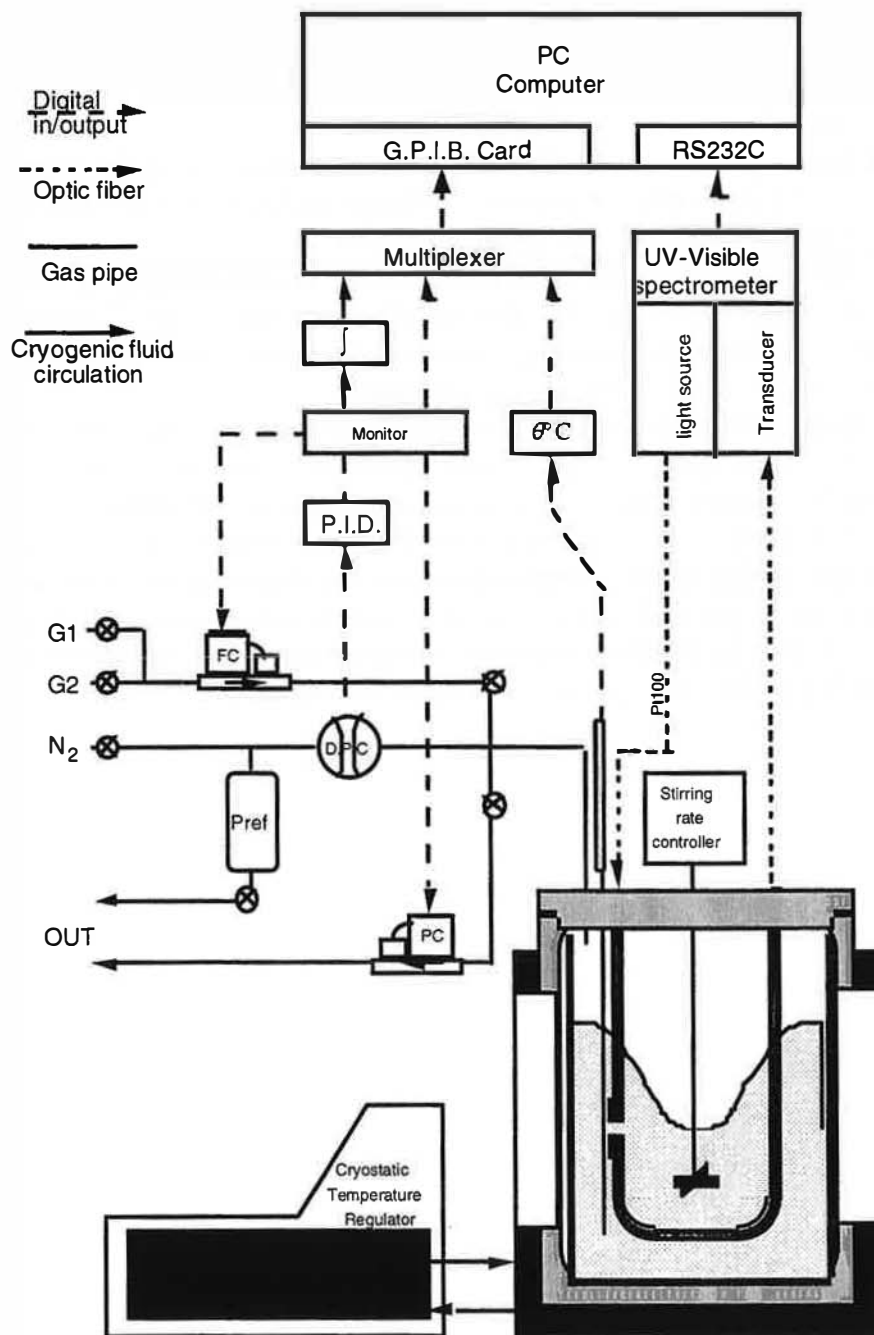 PC
Computer
G.P.I.B. Card
RS232C
Digital
in/output
Optic fiber
Gas pipe
Cryogenic fluid
circulation
Multiplexer
UV-Visible
spectrometer
light source
Transducer
∫
Monitor
θ°C
P.I.D.
G1
FC
G2
Pt100
N2
D.P.C
Pref
Stirring
rate
controller
OUT
PC
Cryostatic
Temperature
Regulator